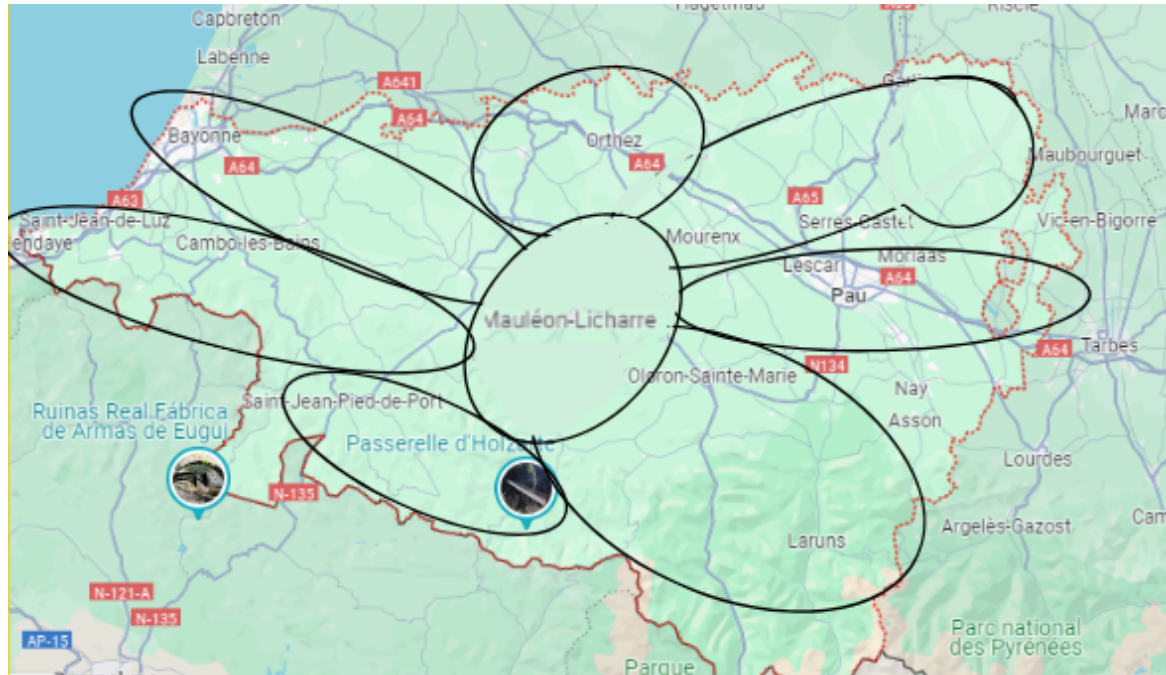 Capbreton
Labenne
A641
A64
Bayonne
A64
Orthez
A64
Maubourguet
A63
Saint-Jean-de-Luz
endaye
Cambo-les-Bains
A65
Serres-Castet
Vic-en-Bigorre
Mourenx
Morlaas
Lescar
A64
Pau
Mauléon-Licharre
A64
Tarbes
N134
Oloron-Sainte-Marie
Nay
Asson
Saint-Jean-Pied-de-Port
Ruinas Real Fábrica
de Armas de Eugui
Passerelle d'Holzarte
Lourdes
N-135
Argelès-Gazost
Cam
Laruns
N-121-A
N-135
AP-15
Parc national
des Pyrénées
Parque